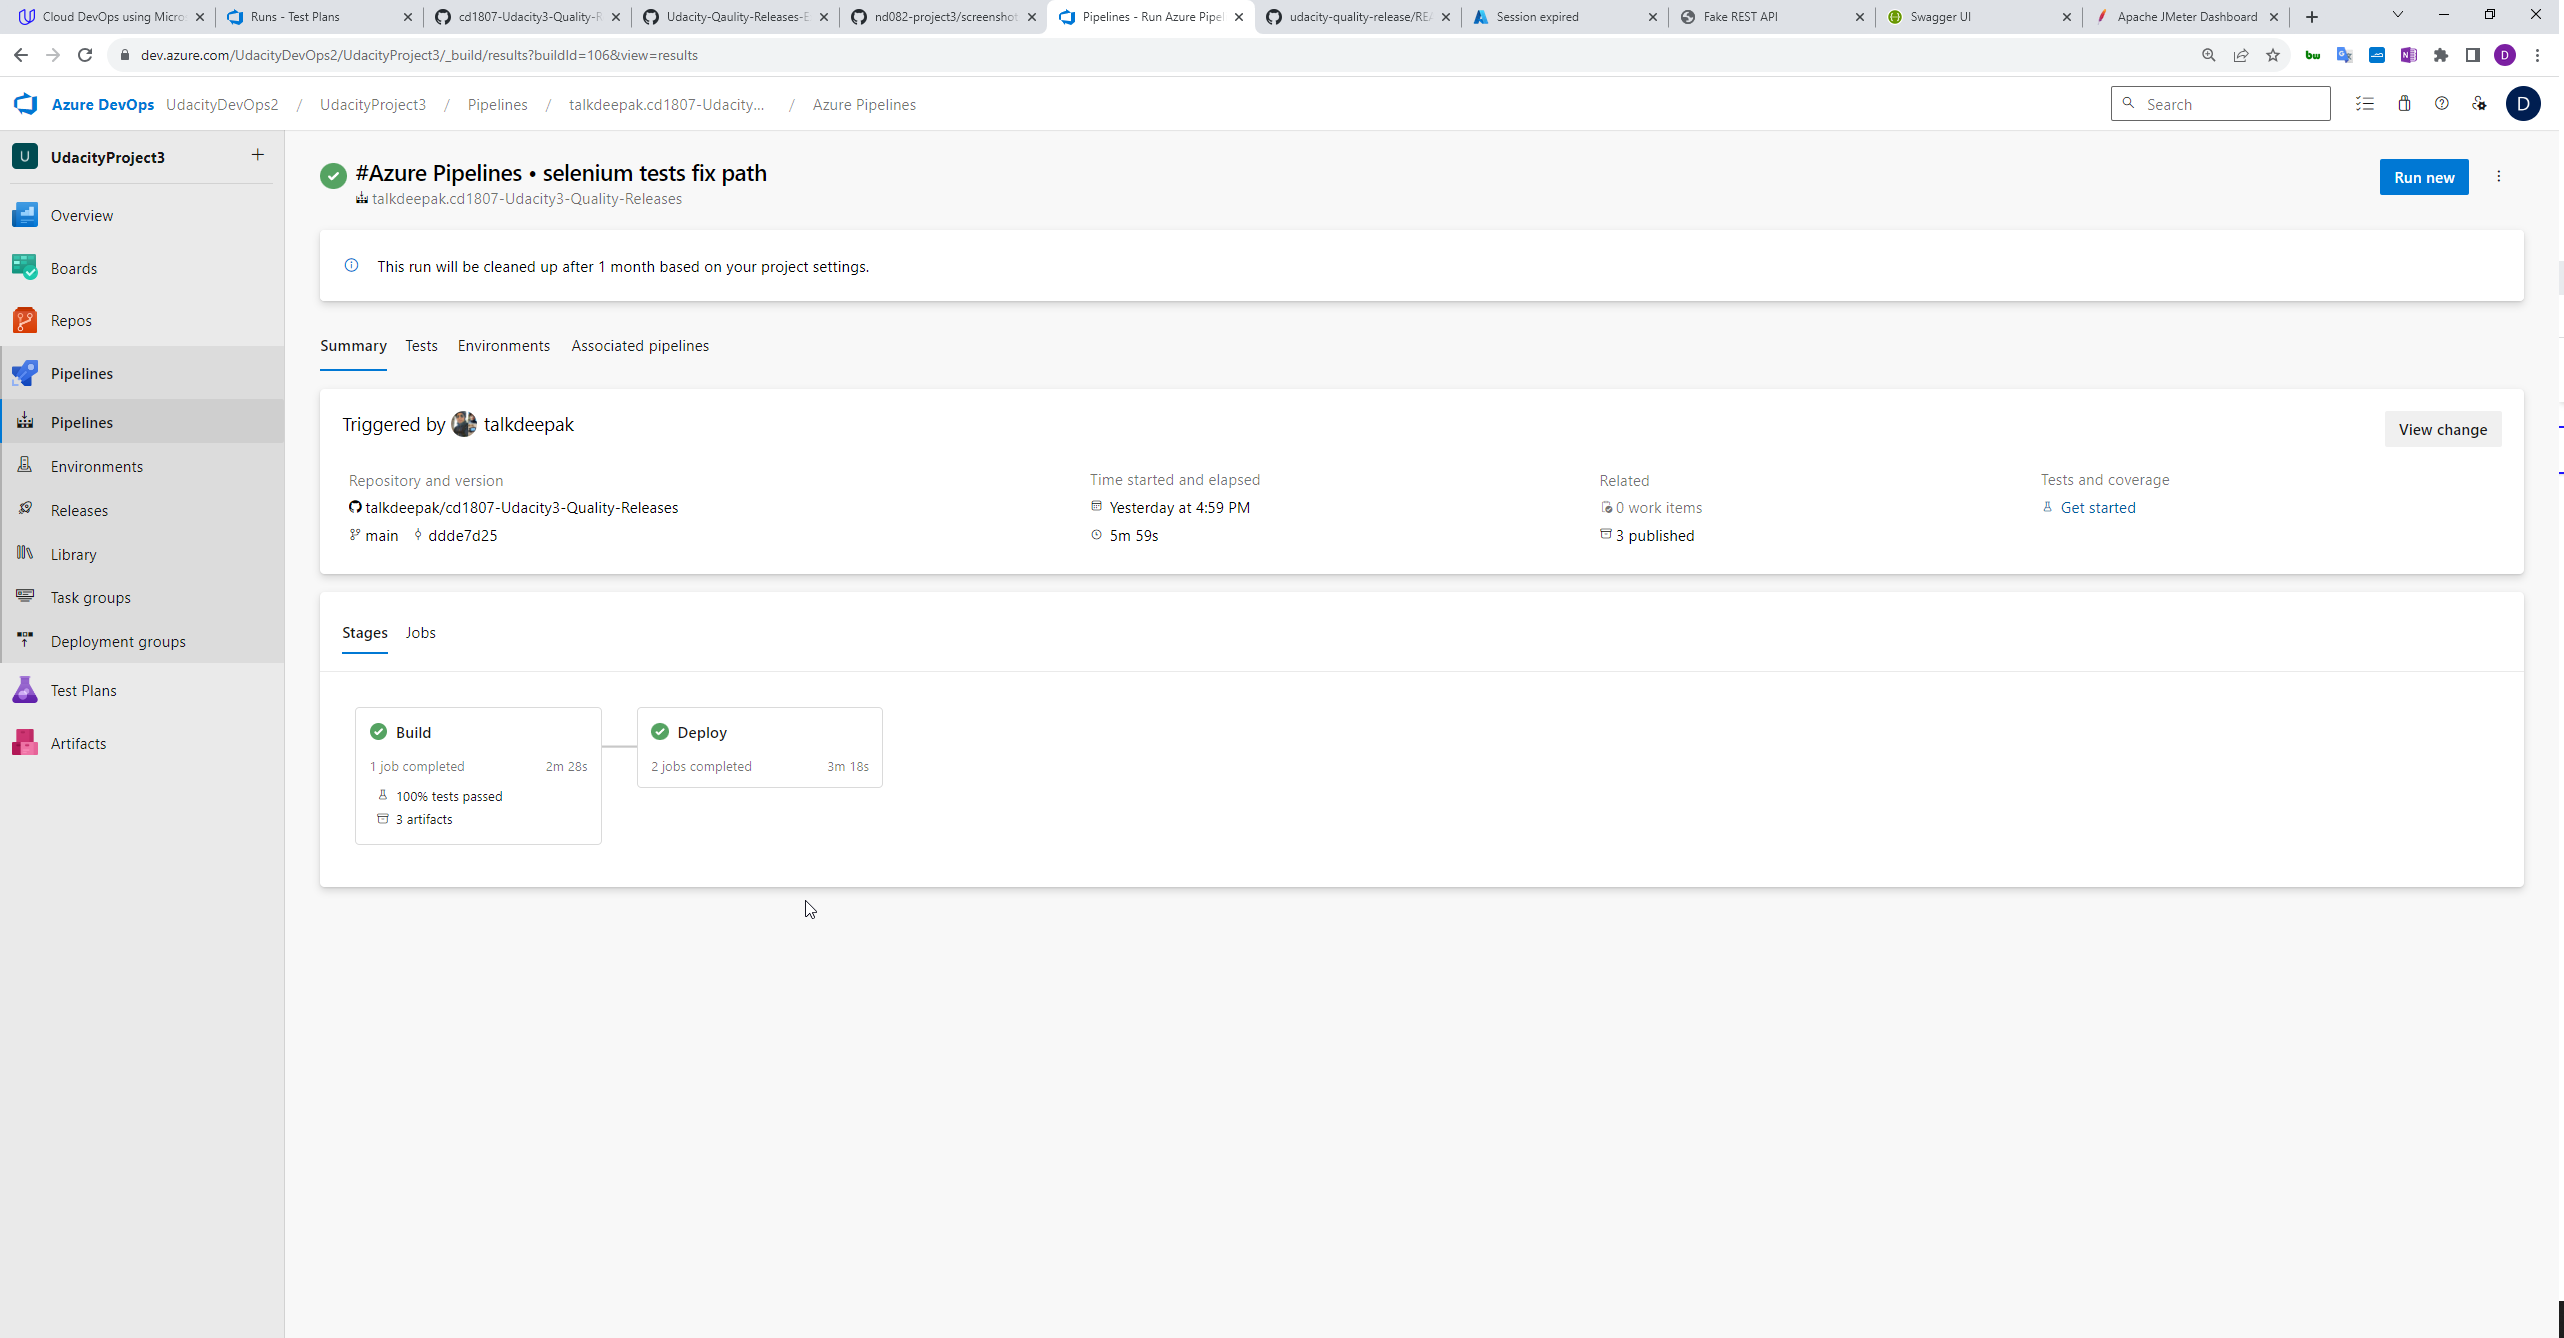 Cloud DevOps using Micro
Runs - Test Plans
cd1807-Udacity3-Quality-R
Udacity-Qaulity-Releases-E
nd082-project3/screenshot
Pipelines - Run Azure Pipel
udacity-quality-release/REA
Session expired
Fake REST API
Swagger UI
Apache JMeter Dashboard
dev.azure.com/UdacityDevOps2/UdacityProject3/_build/results?buildId=106&view=results
bw
D
Azure DevOps UdacityDevOps2 / UdacityProject3 / Pipelines / talkdeepak.cd1807-Udacity... / Azure Pipelines
Search
D
U UdacityProject3
Overview
Boards
Repos
Pipelines
Pipelines
Environments
Releases
Library
Task groups
Deployment groups
Test Plans
Artifacts
#Azure Pipelines • selenium tests fix path
talkdeepak.cd1807-Udacity3-Quality-Releases
Run new
This run will be cleaned up after 1 month based on your project settings.
Summary Tests Environments Associated pipelines
Triggered by talkdeepak
View change
Repository and version
talkdeepak/cd1807-Udacity3-Quality-Releases
main ddde7d25
Time started and elapsed
Yesterday at 4:59 PM
5m 59s
Related
0 work items
3 published
Tests and coverage
Get started
Stages Jobs
Build
1 job completed 2m 28s
100% tests passed
3 artifacts
Deploy
2 jobs completed 3m 18s